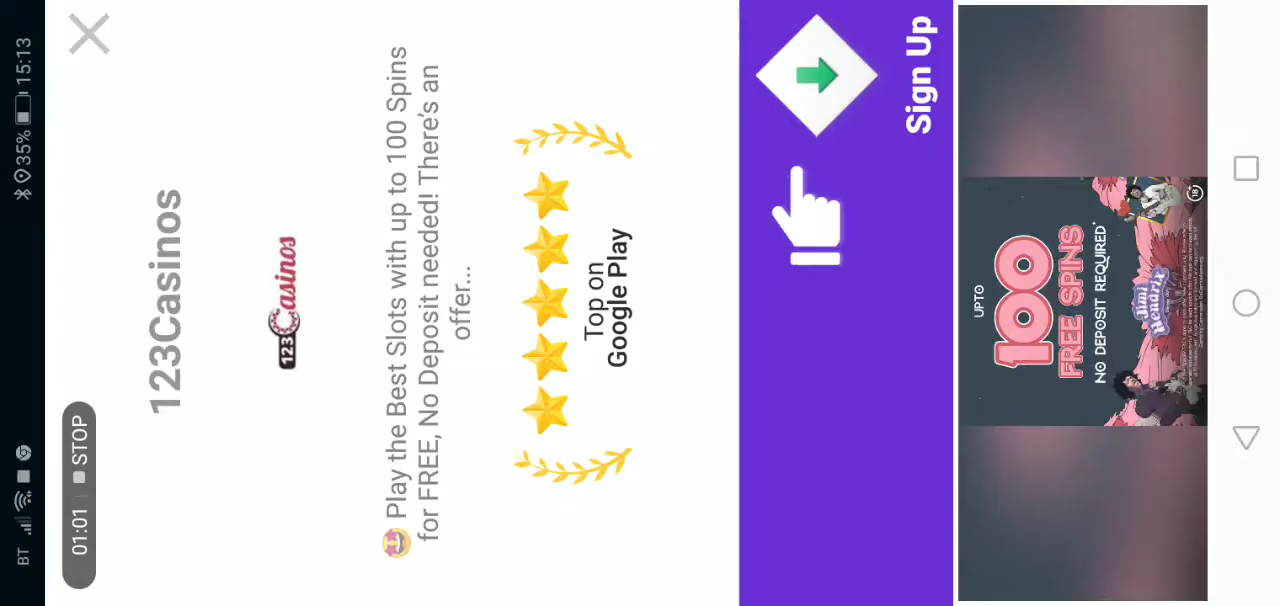 BT
35%
15:13
01:01
STOP
123Casinos
123 Casinos
🤩 Play the Best Slots with up to 100 Spins
for FREE, No Deposit needed! There's an
offer...
Top on
Google Play
Sign Up
UP TO
100
FREE SPINS
NO DEPOSIT REQUIRED*
Jimi
Hendrix
18+